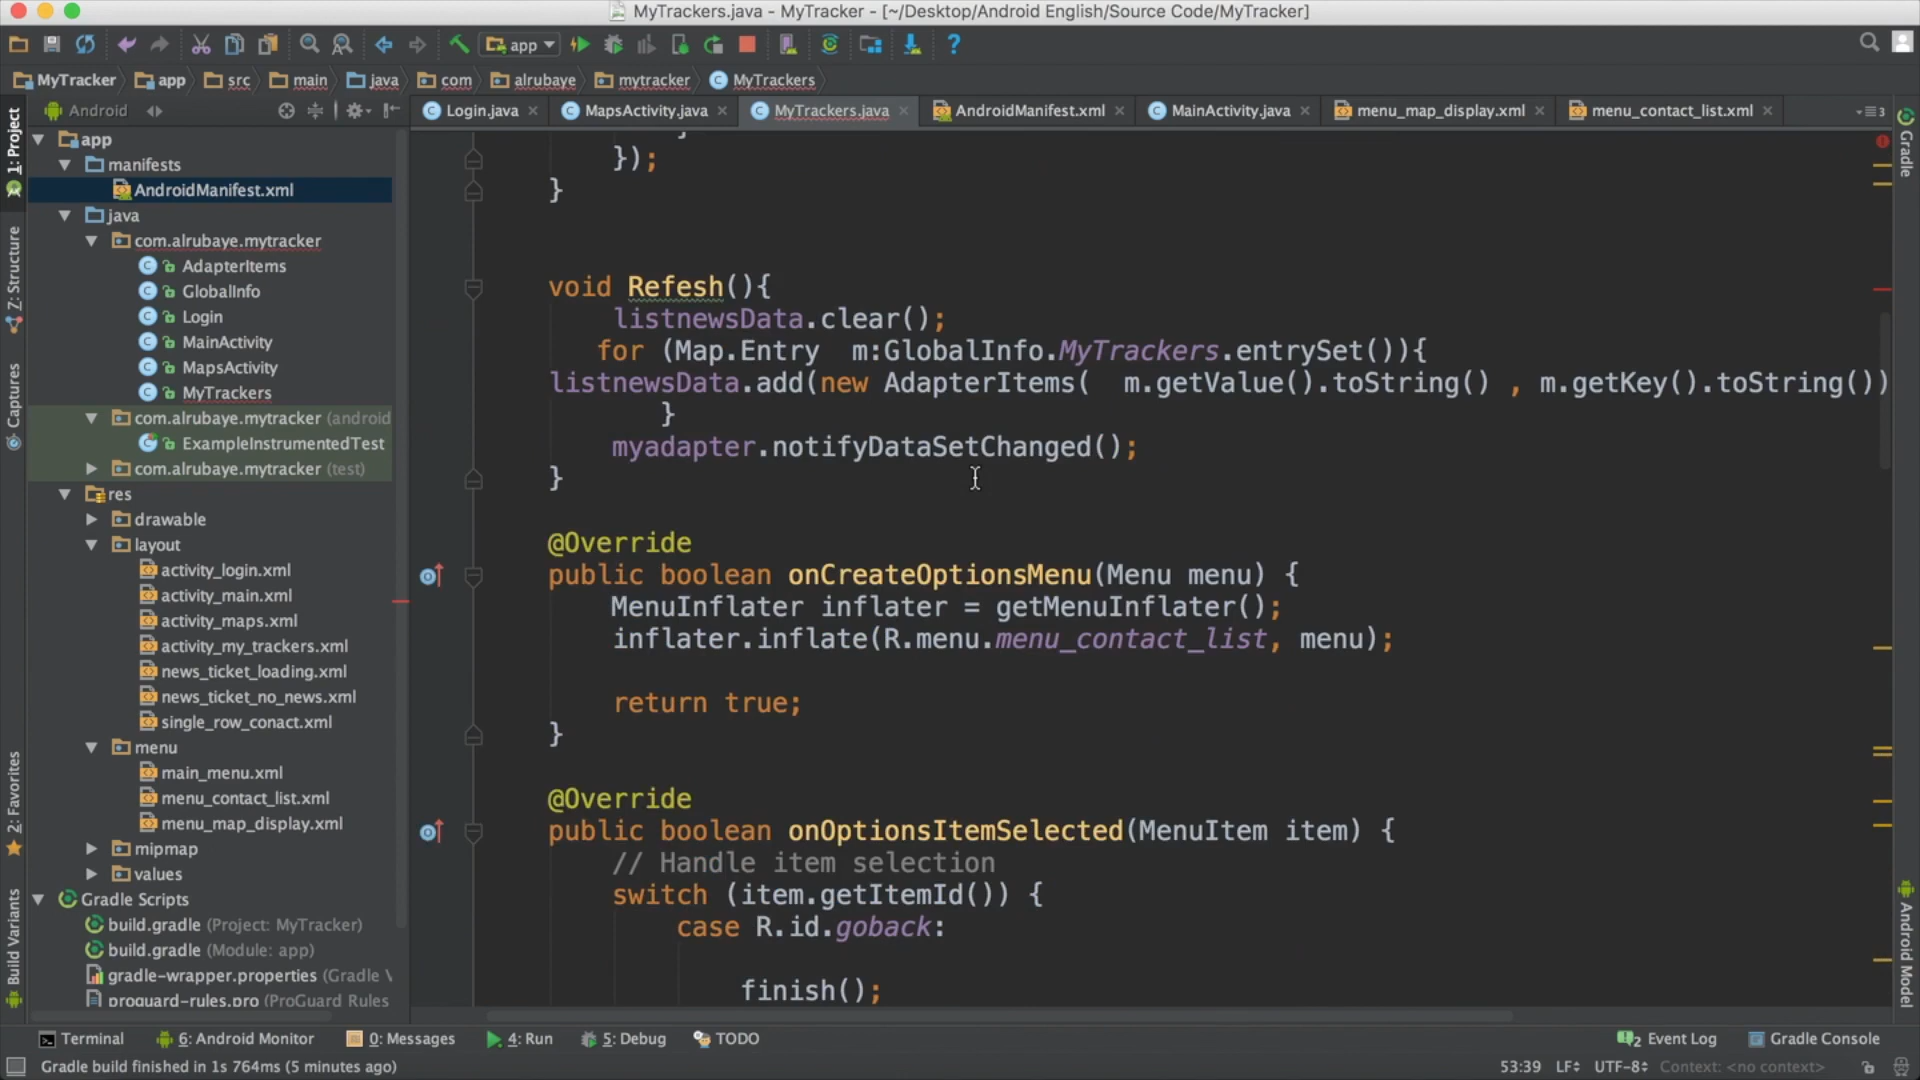 MyTrackers.java - MyTracker - [~/Desktop/Android English/Source Code/MyTracker]
app
MyTracker app src main java com alrubaye mytracker MyTrackers
Android
Login.java MapsActivity.java MyTrackers.java AndroidManifest.xml MainActivity.java menu_map_display.xml menu_contact_list.xml 3
1: Project
Z: Structure
Captures
2: Favorites
Build Variants
app
manifests
AndroidManifest.xml
java
com.alrubaye.mytracker
AdapterItems
GlobalInfo
Login
MainActivity
MapsActivity
MyTrackers
com.alrubaye.mytracker (android
ExampleInstrumentedTest
com.alrubaye.mytracker (test)
res
drawable
layout
activity_login.xml
activity_main.xml
activity_maps.xml
activity_my_trackers.xml
news_ticket_loading.xml
news_ticket_no_news.xml
single_row_conact.xml
menu
main_menu.xml
menu_contact_list.xml
menu_map_display.xml
mipmap
values
Gradle Scripts
build.gradle (Project: MyTracker)
build.gradle (Module: app)
gradle-wrapper.properties (Gradle V
proguard-rules.pro (ProGuard Rules
});
}
void Refesh(){
listnewsData.clear();
for (Map.Entry  m:GlobalInfo.MyTrackers.entrySet()){
listnewsData.add(new AdapterItems(  m.getValue().toString() , m.getKey().toString())
}
myadapter.notifyDataSetChanged();
}
@Override
public boolean onCreateOptionsMenu(Menu menu) {
MenuInflater inflater = getMenuInflater();
inflater.inflate(R.menu.menu_contact_list, menu);
return true;
}
@Override
public boolean onOptionsItemSelected(MenuItem item) {
// Handle item selection
switch (item.getItemId()) {
case R.id.goback:
finish();
Gradle
Android Model
Terminal 6: Android Monitor 0: Messages 4: Run 5: Debug TODO 2 Event Log Gradle Console
Gradle build finished in 1s 764ms (5 minutes ago) 53:39 LF UTF-8 Context: <no context>